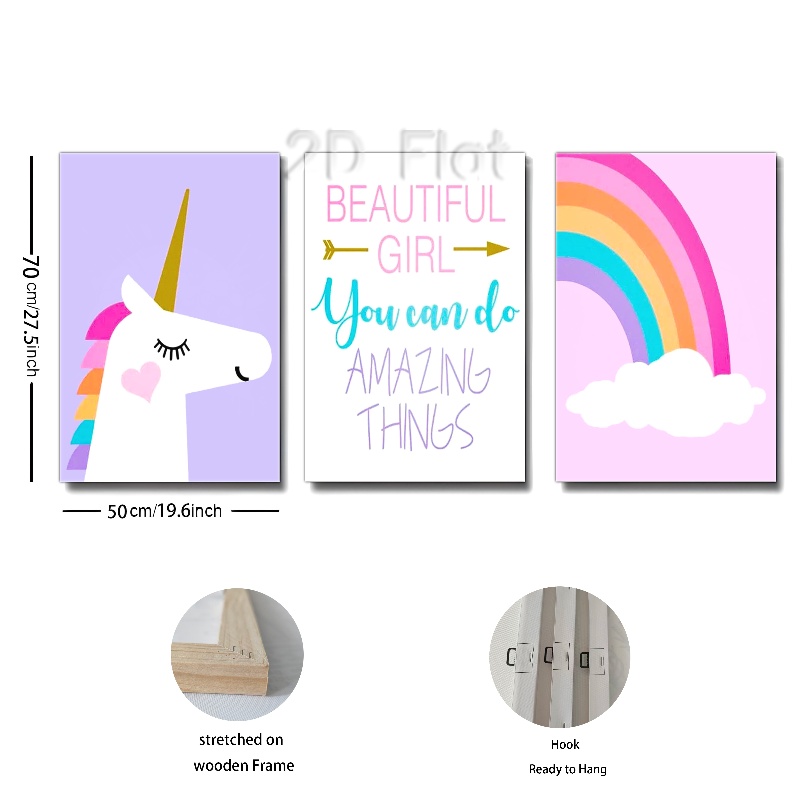 2D Flat
BEAUTIFUL
GIRL
You can do
AMAZING
THINGS
70 cm/27.5inch
50 cm/19.6inch
stretched on
wooden Frame
Hook
Ready to Hang